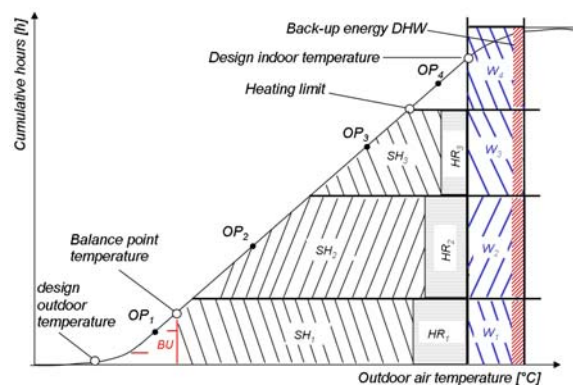 Back-up energy DHW
Design indoor temperature
OP4
W4
Heating limit
Cumulative hours [h]
OP3
SH3
HR3
W3
OP2
SH2
HR2
W2
Balance point
temperature
design
outdoor
temperature
OP1
BU
SH1
HR1
W1
Outdoor air temperature [°C]